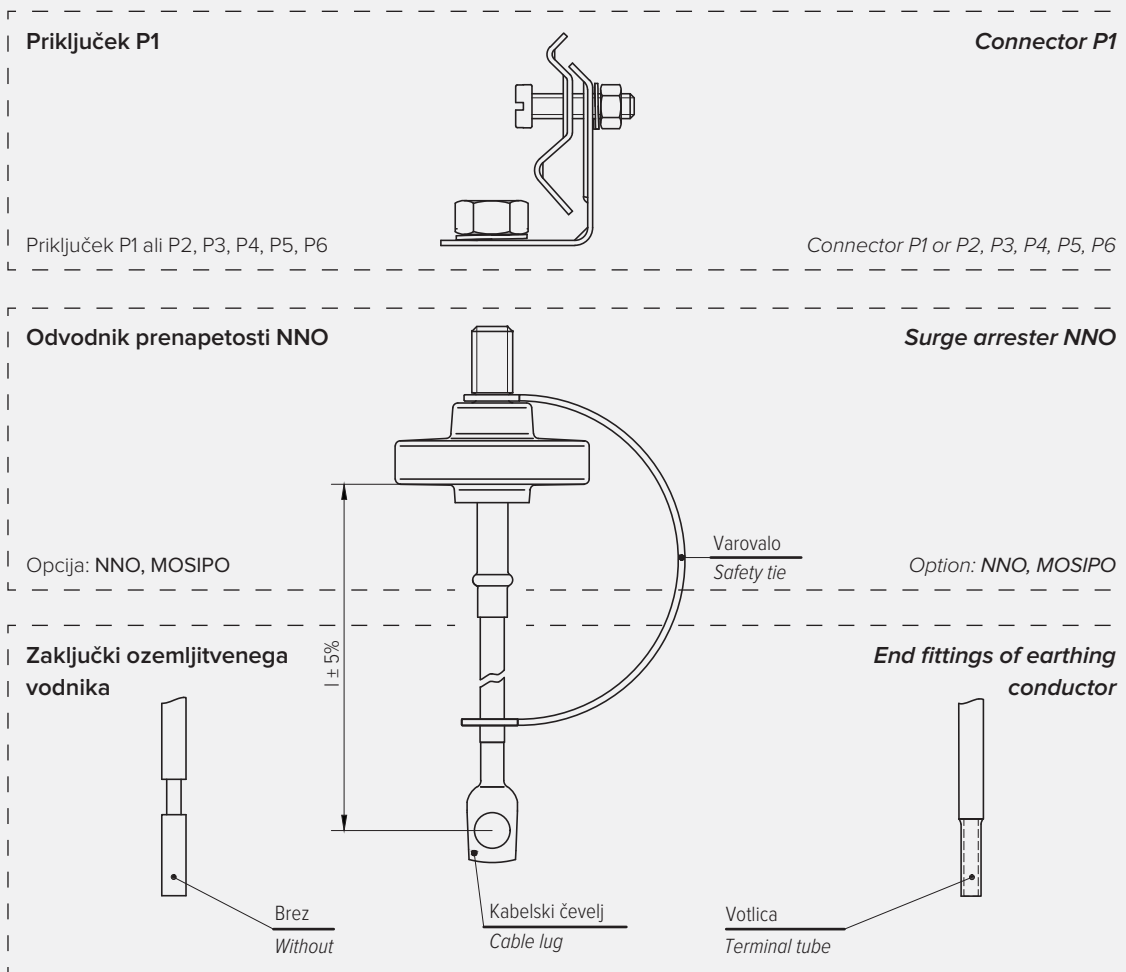 Priključek P1
Connector P1
Priključek P1 ali P2, P3, P4, P5, P6
Connector P1 or P2, P3, P4, P5, P6
Odvodnik prenapetosti NNO
Surge arrester NNO
Varovalo
Safety tie
Opcija: NNO, MOSIPO
Option: NNO, MOSIPO
l ± 5%
Zaključki ozemljitvenega
vodnika
End fittings of earthing
conductor
Brez
Without
Kabelski čevelj
Cable lug
Votlica
Terminal tube